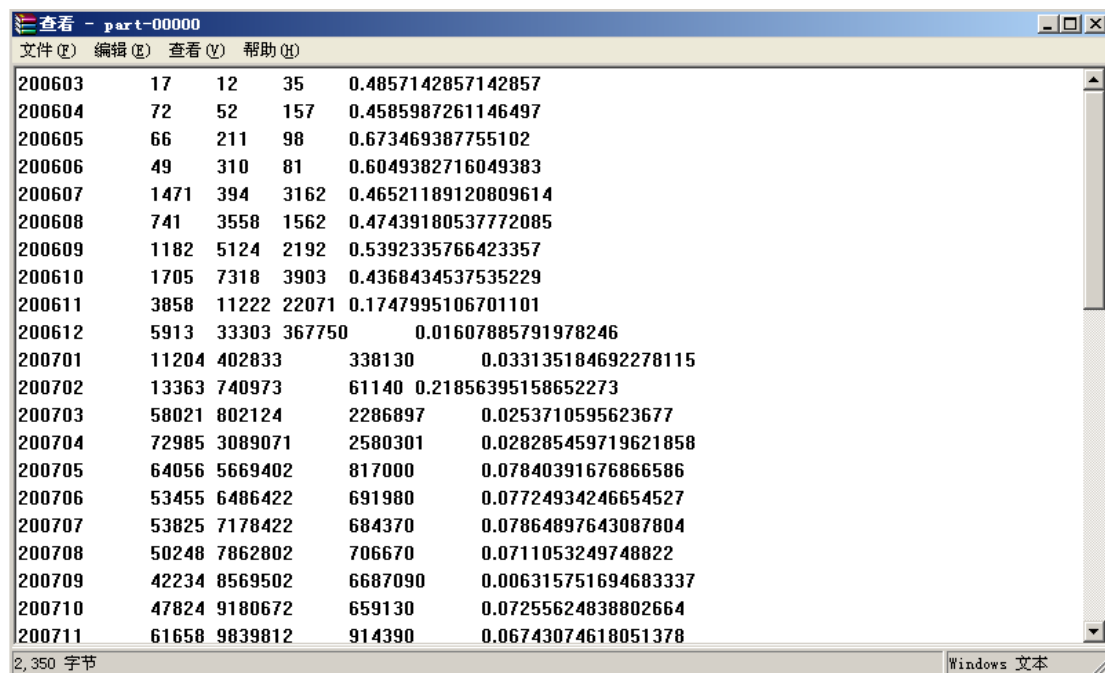 查看 - part-00000
文件(F) 编辑(E) 查看(V) 帮助(H)
200603 17 12 35 0.4857142857142857
200604 72 52 157 0.4585987261146497
200605 66 211 98 0.673469387755102
200606 49 310 81 0.6049382716049383
200607 1471 394 3162 0.46521189120809614
200608 741 3558 1562 0.47439180537772085
200609 1182 5124 2192 0.5392335766423357
200610 1705 7318 3903 0.4368434537535229
200611 3858 11222 22071 0.1747995106701101
200612 5913 33303 367750 0.01607885791978246
200701 11204 402833 338130 0.033135184692278115
200702 13363 740973 61140 0.21856395158652273
200703 58021 802124 2286897 0.0253710595623677
200704 72985 3089071 2580301 0.028285459719621858
200705 64056 5669402 817000 0.07840391676866586
200706 53455 6486422 691980 0.07724934246654527
200707 53825 7178422 684370 0.07864897643087804
200708 50248 7862802 706670 0.0711053249748822
200709 42234 8569502 6687090 0.006315751694683337
200710 47824 9180672 659130 0.07255624838802664
200711 61658 9839812 914390 0.06743074618051378
2,350 字节 Windows 文本